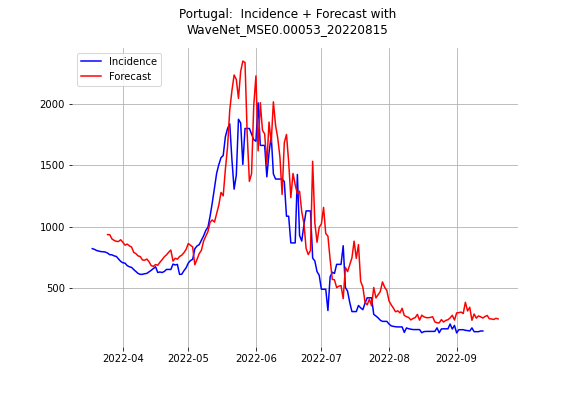 Portugal:  Incidence + Forecast with
WaveNet_MSE0.00053_20220815
Incidence
Forecast
2000
1500
1000
500
2022-04 2022-05 2022-06 2022-07 2022-08 2022-09